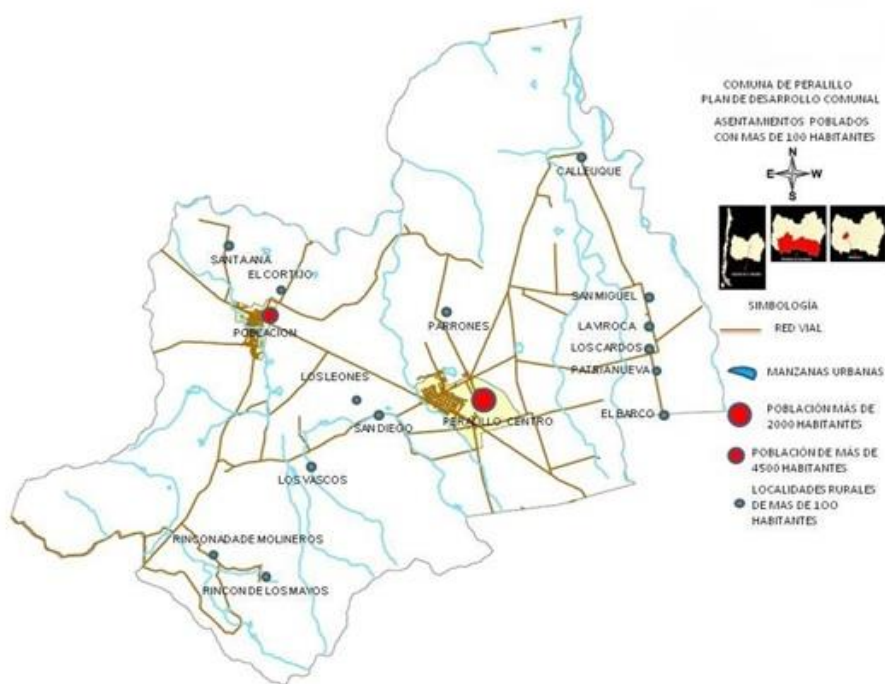 COMUNA DE PERALILLO
PLAN DE DESARROLLO COMUNAL
ASENTAMIENTOS POBLADOS
CON MAS DE 100 HABITANTES
N
E
W
S
CALLEUQUE
SANTA ANA
EL CORTIJO
POBLACION
PARRONES
SAN MIGUEL
LA VIROCA
LOS CARDOS
PATRIA NUEVA
EL BARCO
LOS LEONES
SAN DIEGO
PERALILLO CENTRO
LOS VASCOS
RINCONADA DE MOLINEROS
RINCON DE LOS MAYOS
SIMBOLOGÍA
RED VIAL
MANZANAS URBANAS
POBLACIÓN MÁS DE
2000 HABITANTES
POBLACIÓN DE MÁS DE
4500 HABITANTES
LOCALIDADES RURALES
DE MAS DE 100
HABITANTES